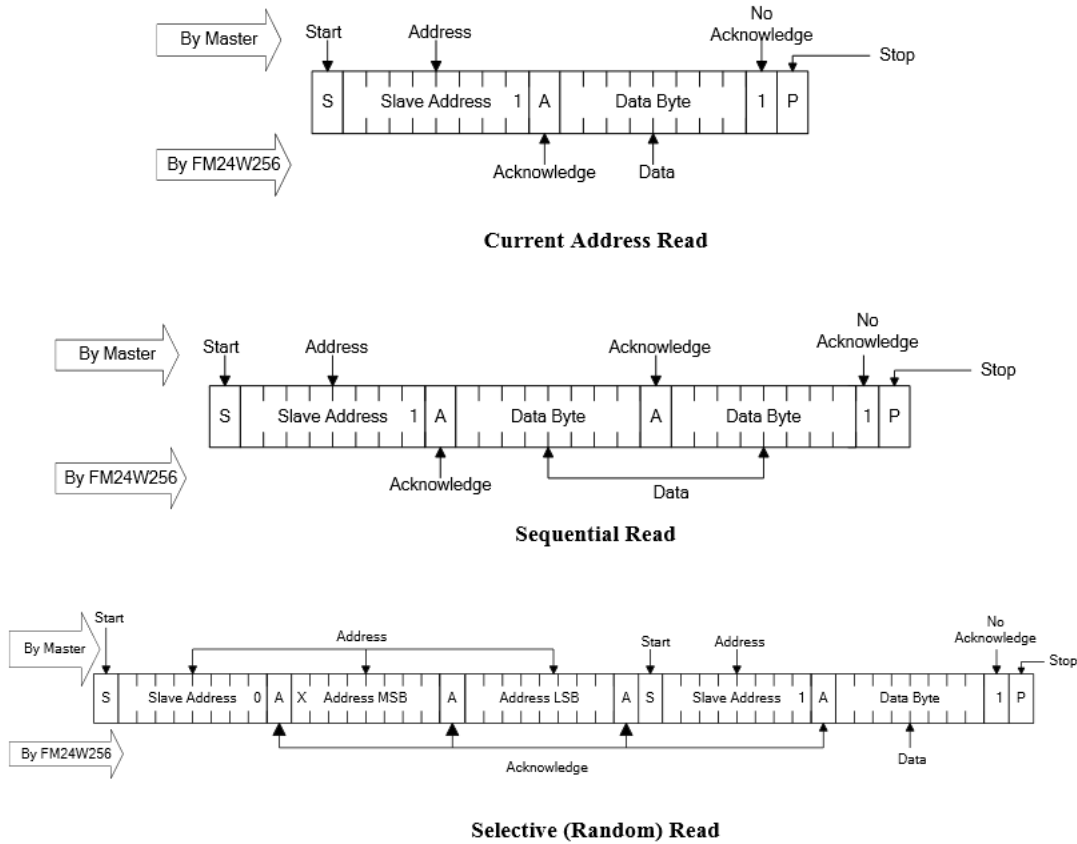 No
Acknowledge
By Master
Start
Address
Stop
S
Slave Address 1
A
Data Byte
1
P
By FM24W256
Acknowledge
Data
Current Address Read
No
Acknowledge
By Master
Start
Address
Acknowledge
Stop
S
Slave Address 1
A
Data Byte
A
Data Byte
1
P
By FM24W256
Acknowledge
Data
Sequential Read
Start
No
Acknowledge
By Master
Address
Start
Address
Stop
S
Slave Address 0
A
X
Address MSB
A
Address LSB
A
S
Slave Address 1
A
Data Byte
1
P
By FM24W256
Acknowledge
Data
Selective (Random) Read